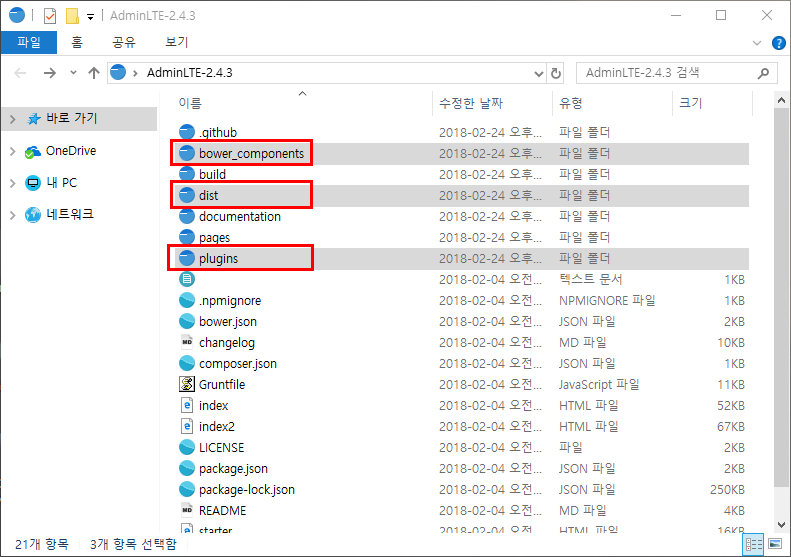 AdminLTE-2.4.3
파일 홈 공유 보기
AdminLTE-2.4.3 AdminLTE-2.4.3 검색
이름 수정한 날짜 유형 크기
바로 가기
OneDrive
내 PC
네트워크
.github 2018-02-24 오후... 파일 폴더
bower_components 2018-02-24 오후... 파일 폴더
build 2018-02-24 오후... 파일 폴더
dist 2018-02-24 오후... 파일 폴더
documentation 2018-02-24 오후... 파일 폴더
pages 2018-02-24 오후... 파일 폴더
plugins 2018-02-24 오후... 파일 폴더
2018-02-04 오전... 텍스트 문서 1KB
.npmignore 2018-02-04 오전... NPMIGNORE 파일 1KB
bower.json 2018-02-04 오전... JSON 파일 2KB
MD changelog 2018-02-04 오전... MD 파일 10KB
composer.json 2018-02-04 오전... JSON 파일 1KB
Gruntfile 2018-02-04 오전... JavaScript 파일 11KB
index 2018-02-04 오전... HTML 파일 52KB
index2 2018-02-04 오전... HTML 파일 67KB
LICENSE 2018-02-04 오전... 파일 2KB
package.json 2018-02-04 오전... JSON 파일 2KB
package-lock.json 2018-02-04 오전... JSON 파일 250KB
MD README 2018-02-04 오전... MD 파일 4KB
starter 2018-02-04 오전... HTML 파일 16KB
21개 항목 3개 항목 선택함